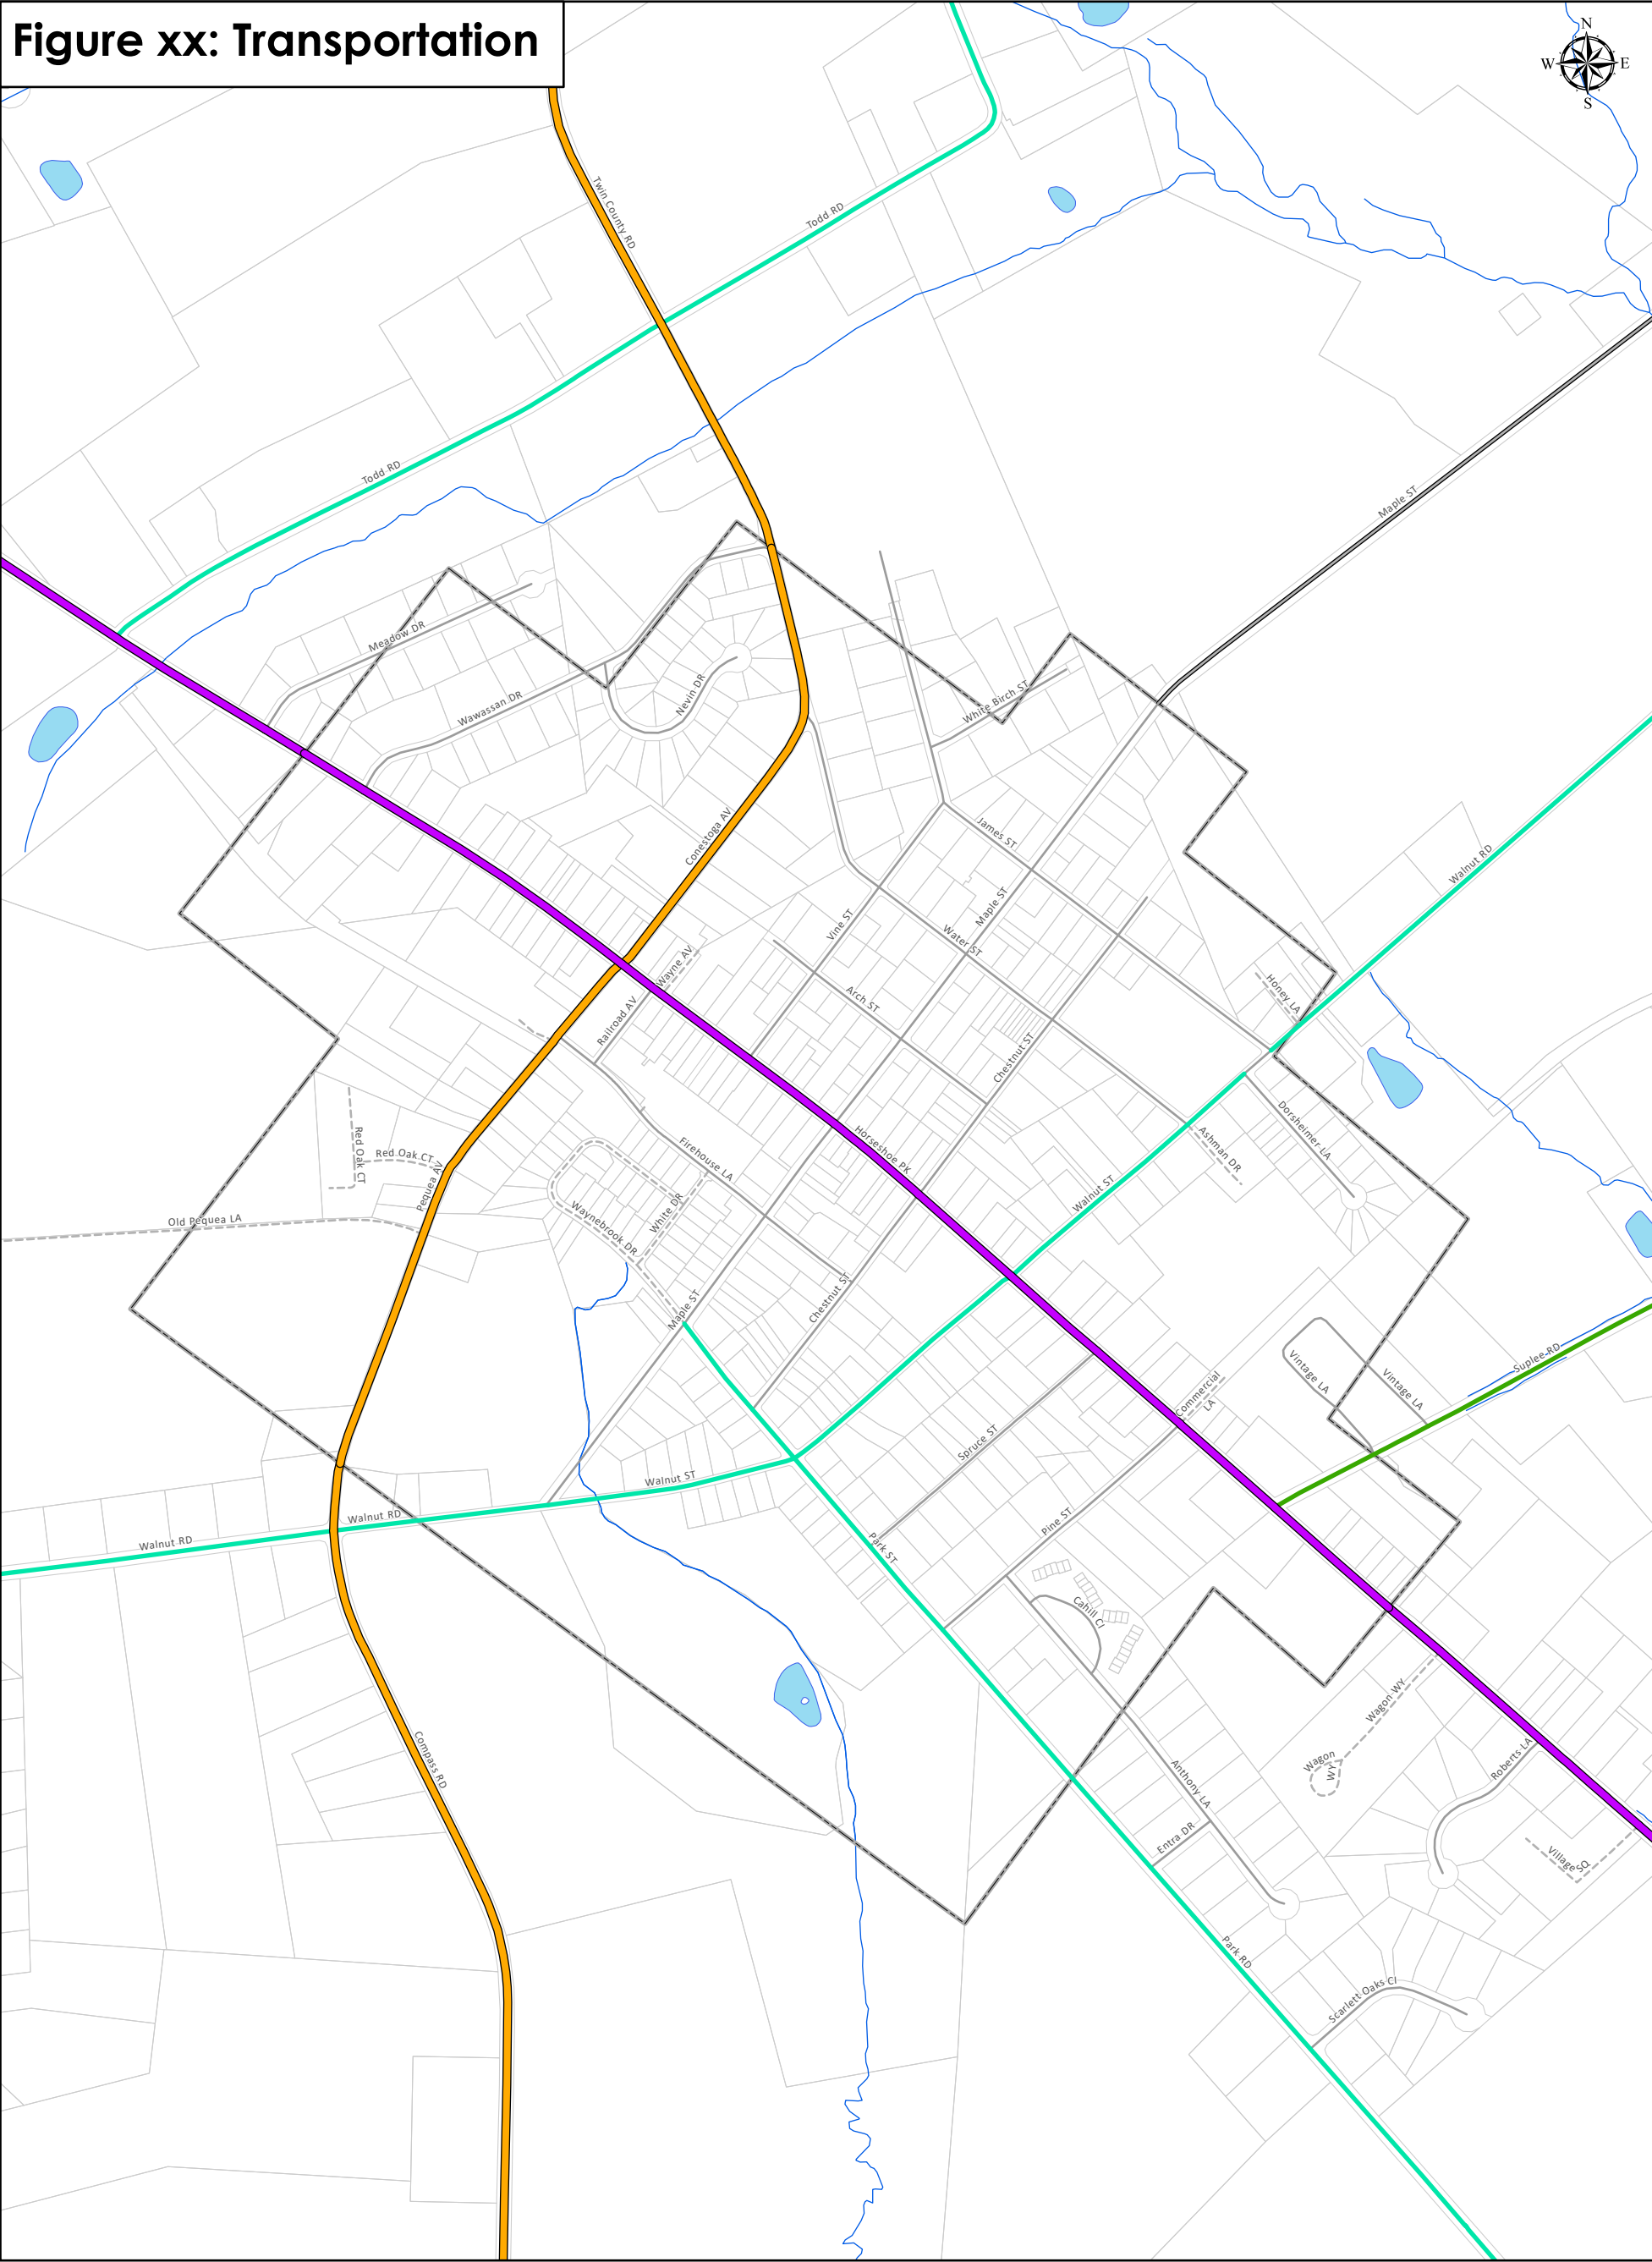 Figure xx: Transportation
N
W
E
S
Twin County RD
Todd RD
Todd RD
Maple ST
Meadow DR
Wawassan DR
Nevin DR
White Birch ST
Conestoga AV
James ST
Walnut RD
Vine ST
Maple ST
Water ST
Wayne AV
Arch ST
Honey LA
Railroad AV
Chestnut ST
Red Oak CT
Red Oak CT
Pequea AV
Firehouse LA
Horseshoe PK
Ashman DR
Dorsheimer LA
Old Pequea LA
Waynebrook DR
White DR
Walnut ST
Maple ST
Chestnut ST
Suplee RD
Vintage LA
Vintage LA
Commercial
LA
Spruce ST
Walnut ST
Walnut RD
Walnut RD
Park ST
Pine ST
Cahill CI
Compass RD
Wagon WY
Wagon
WY
Roberts LA
Anthony LA
Entra DR
Village SQ
Park RD
Scarlett Oaks CI